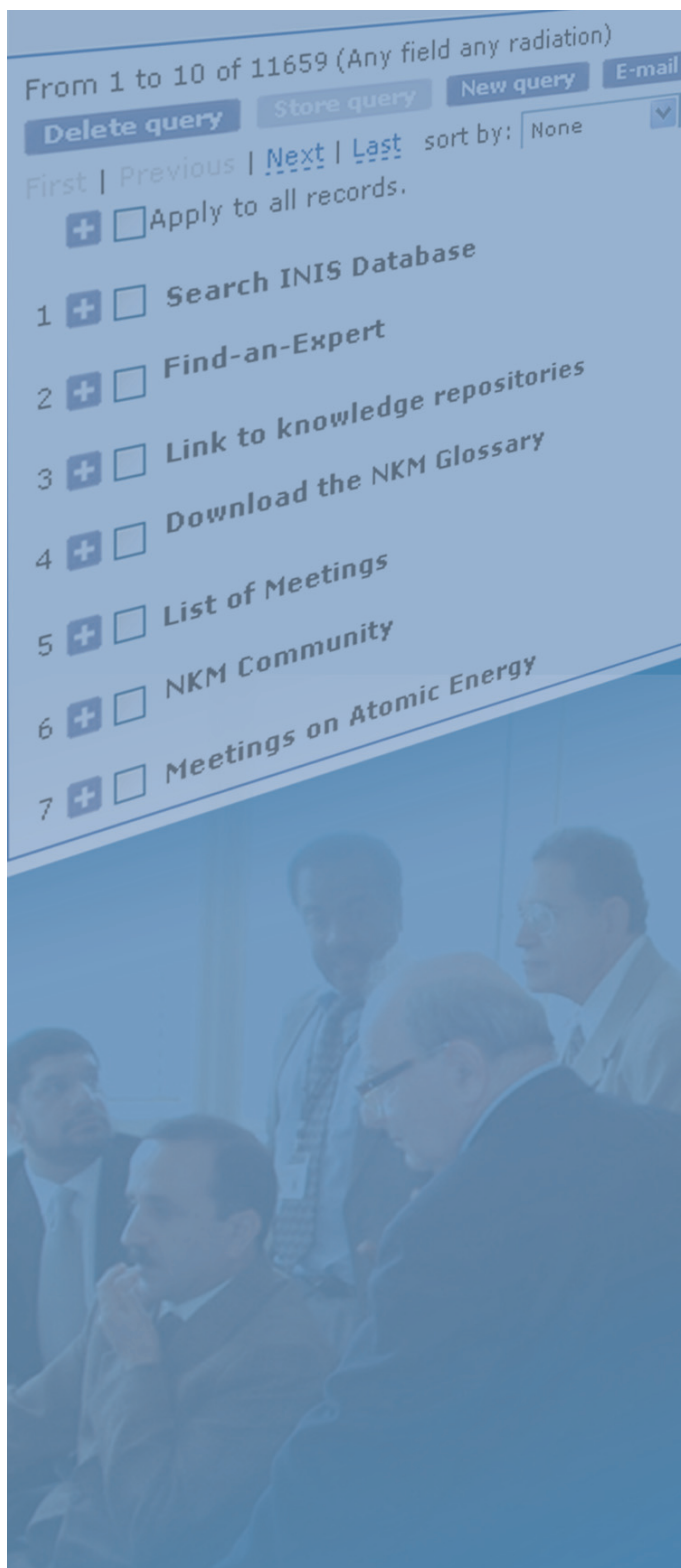 From 1 to 10 of 11659 (Any field any radiation)
Delete query Store query New query E-mail
First | Previous | Next | Last sort by: None
Apply to all records.
1 Search INIS Database
2 Find-an-Expert
3 Link to knowledge repositories
4 Download the NKM Glossary
5 List of Meetings
6 NKM Community
7 Meetings on Atomic Energy